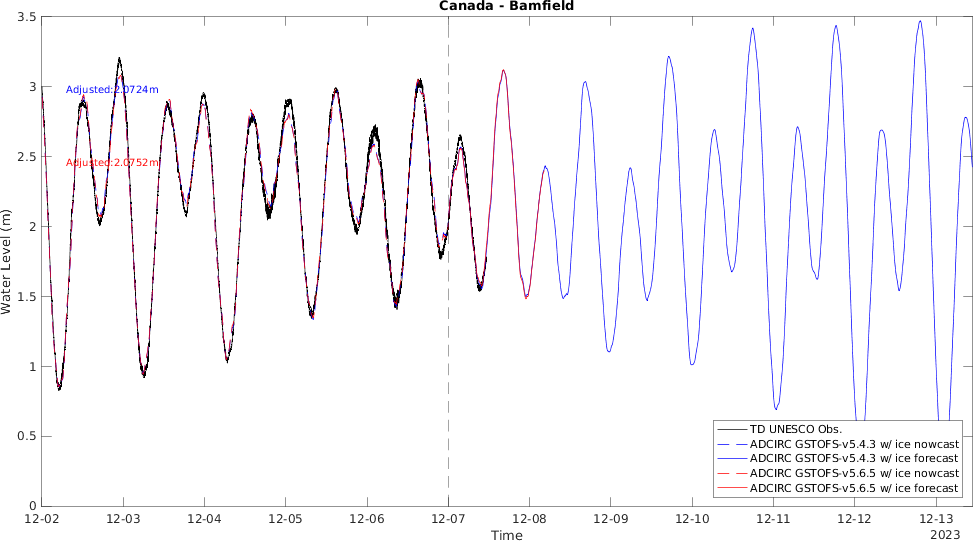 Canada - Bamfield
3.5
3
Adjusted:2.0724m
2.5
Adjusted:2.0752m
Water Level (m)
2
1.5
1
0.5
0
TD UNESCO Obs.
ADCIRC GSTOFS-v5.4.3 w/ ice nowcast
ADCIRC GSTOFS-v5.4.3 w/ ice forecast
ADCIRC GSTOFS-v5.6.5 w/ ice nowcast
ADCIRC GSTOFS-v5.6.5 w/ ice forecast
12-02 12-03 12-04 12-05 12-06 12-07 12-08 12-09 12-10 12-11 12-12 12-13
Time
2023